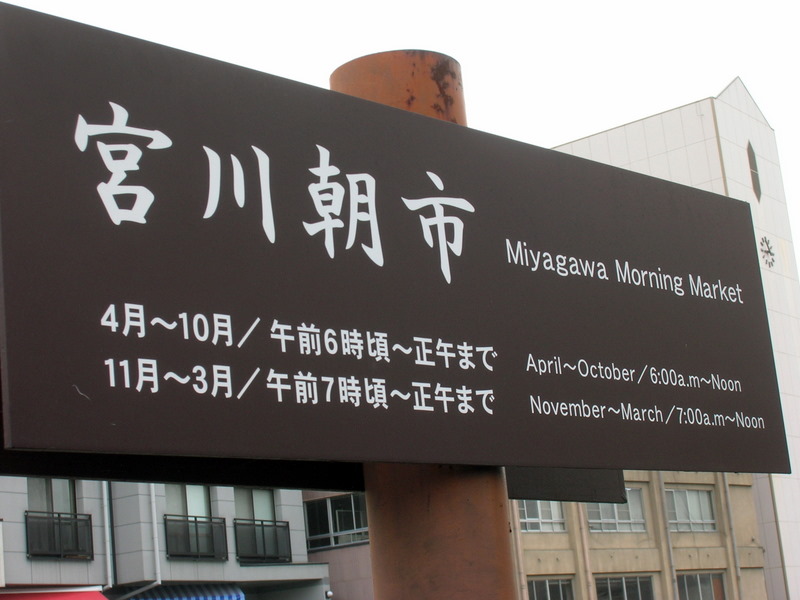 宮川朝市 Miyagawa Morning Market
4月～10月／午前6時頃～正午まで April～October／6:00a.m～Noon
11月～3月／午前7時頃～正午まで November～March／7:00a.m～Noon